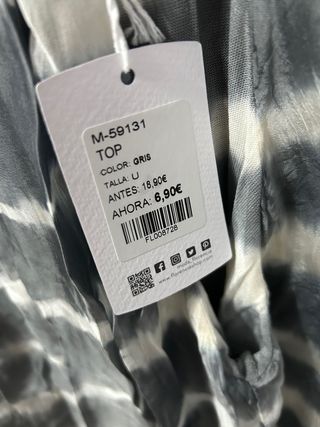 M-59131
TOP
COLOR: GRIS
TALLA: U
ANTES: 18,90€
AHORA: 6,90€
FL008728